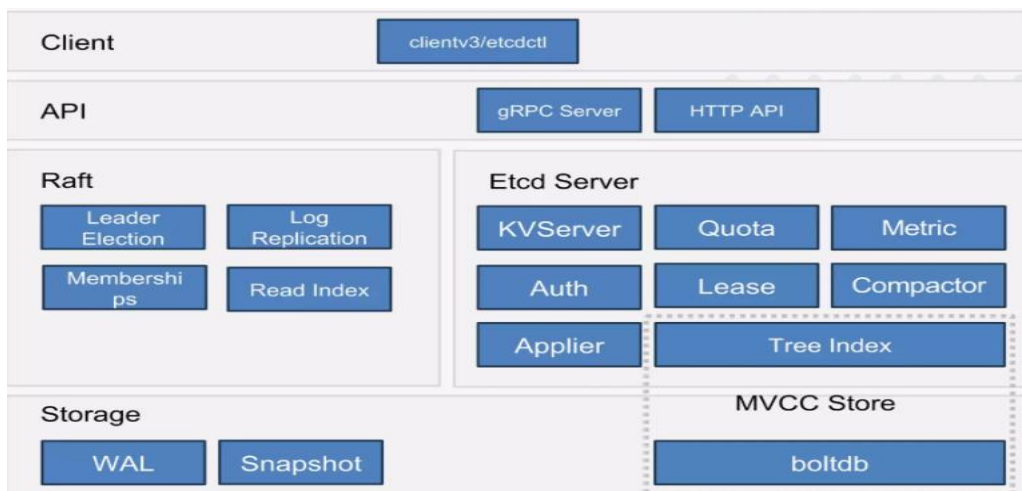 Client
clientv3/etcdctl
API
gRPC Server
HTTP API
Raft
Leader
Election
Log
Replication
Membershi
ps
Read Index
Etcd Server
KVServer
Quota
Metric
Auth
Lease
Compactor
Applier
Tree Index
MVCC Store
Storage
WAL
Snapshot
boltdb